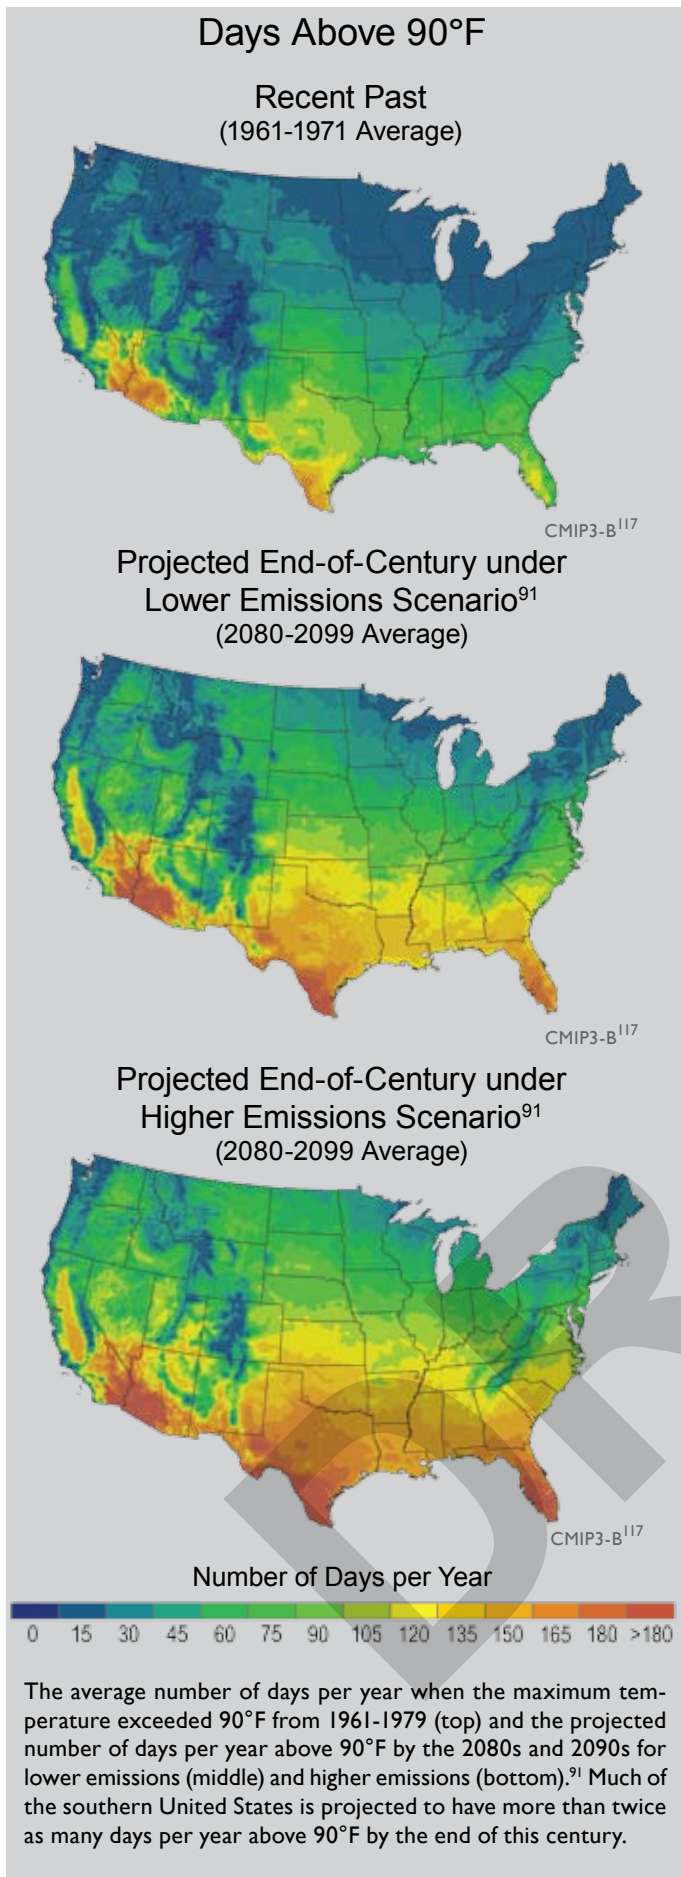 Days Above 90°F
Recent Past
(1961-1971 Average)
CMIP3-B117
Projected End-of-Century under
Lower Emissions Scenario91
(2080-2099 Average)
CMIP3-B117
Projected End-of-Century under
Higher Emissions Scenario91
(2080-2099 Average)
CMIP3-B117
Number of Days per Year
0 15 30 45 60 75 90 105 120 135 150 165 180 >180
The average number of days per year when the maximum tem-
perature exceeded 90°F from 1961-1979 (top) and the projected
number of days per year above 90°F by the 2080s and 2090s for
lower emissions (middle) and higher emissions (bottom).91 Much of
the southern United States is projected to have more than twice
as many days per year above 90°F by the end of this century.
DR